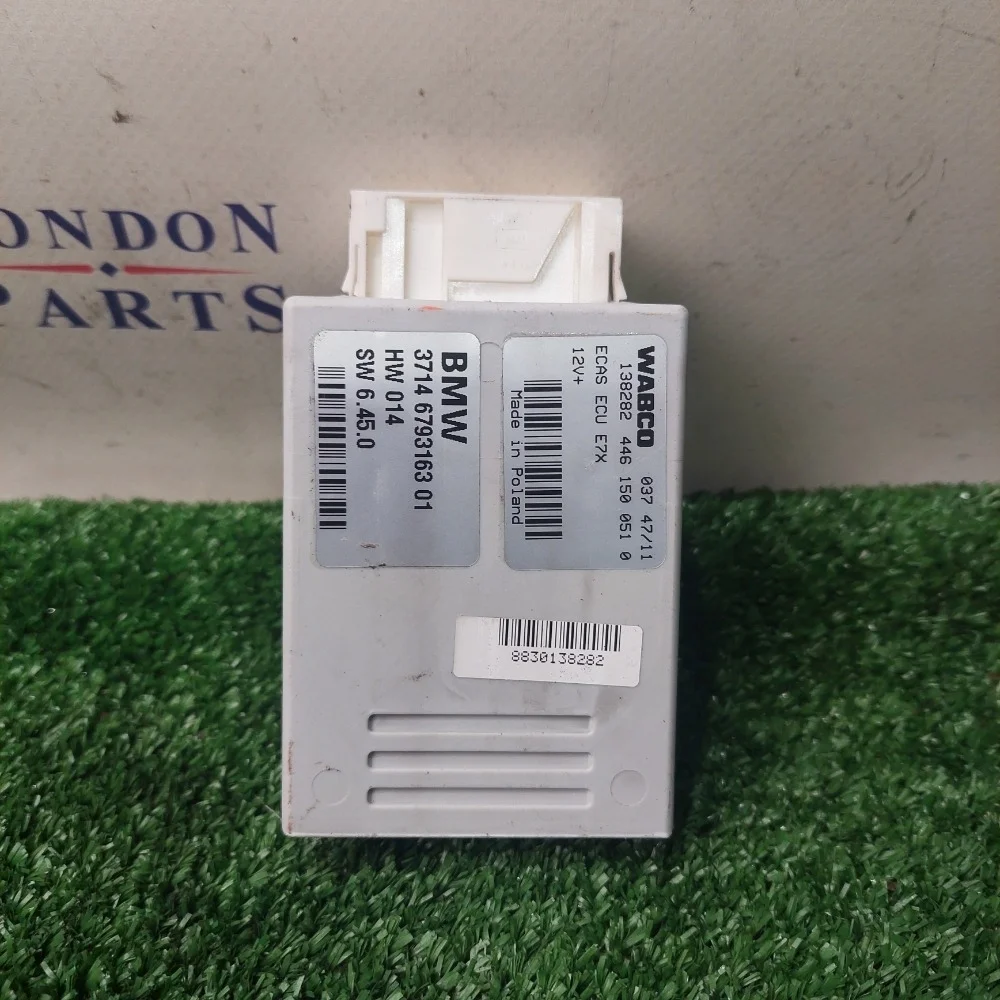 ONDON
PARTS
BMW
3714 6793163 01
HW 014
SW 6.45.0
WABCO 037 47/11
138282 446 150 051 0
ECAS ECU E7X
12V+
Made in Poland
8830138282